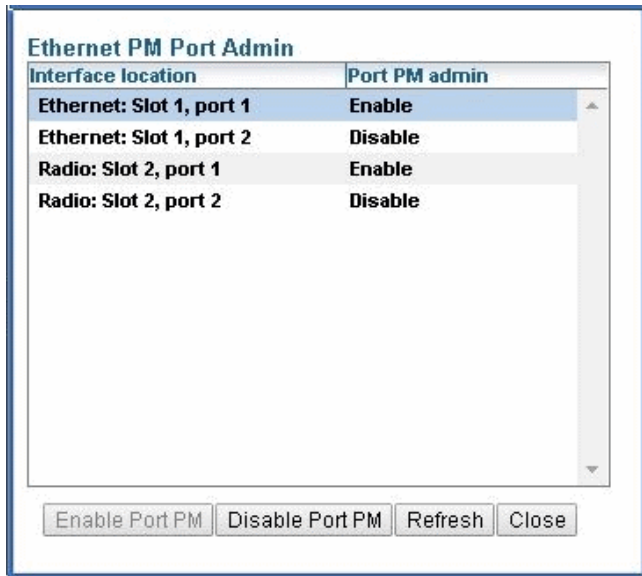 Ethernet PM Port Admin
Interface location Port PM admin
Ethernet: Slot 1, port 1 Enable
Ethernet: Slot 1, port 2 Disable
Radio: Slot 2, port 1 Enable
Radio: Slot 2, port 2 Disable
Enable Port PM Disable Port PM Refresh Close